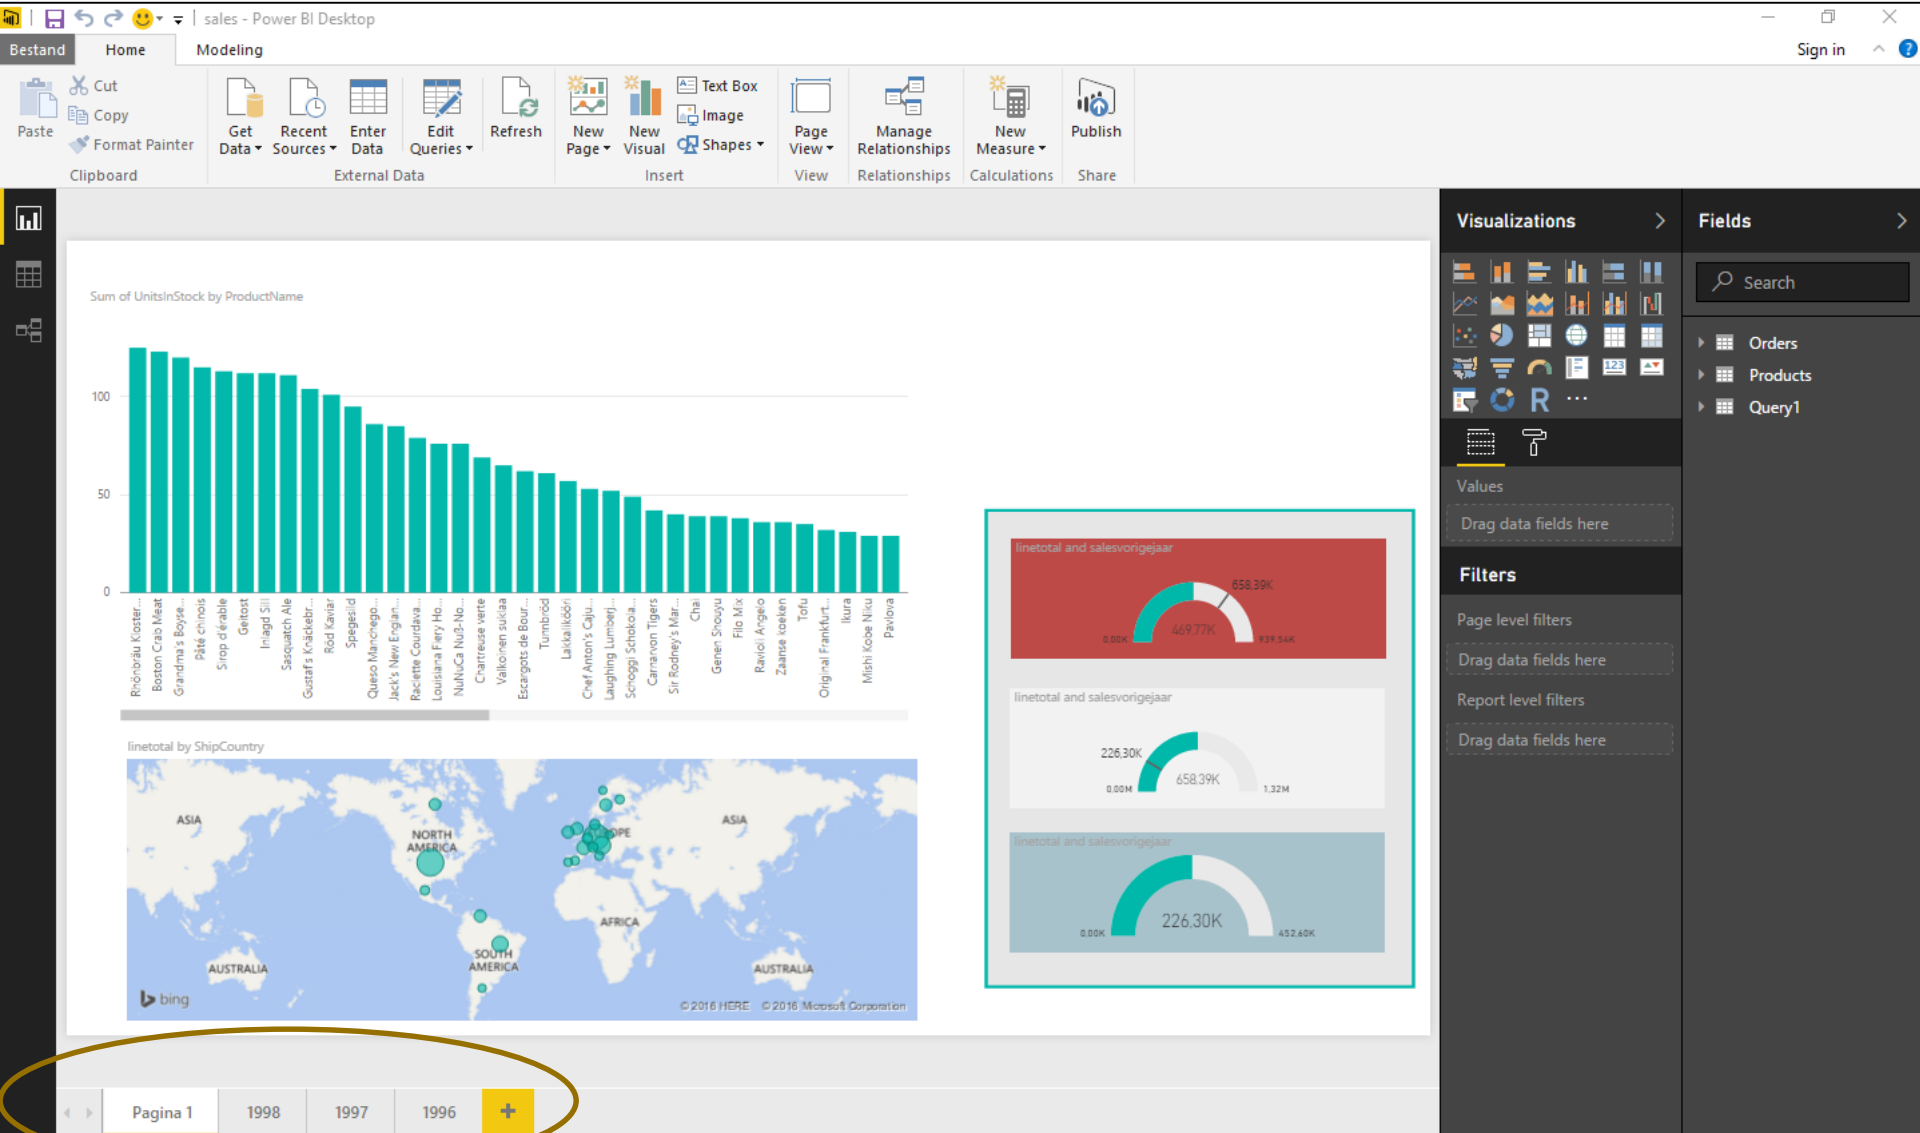 sales - Power BI Desktop
Bestand Home Modeling Sign in
Paste
Cut
Copy
Format Painter
Clipboard
Get Data
Recent Sources
Enter Data
Edit Queries
Refresh
External Data
New Page
New Visual
Text Box
Image
Shapes
Insert
Page View
View
Manage Relationships
Relationships
New Measure
Calculations
Publish
Share
Sum of UnitsInStock by ProductName
100
50
0
Rhönbräu Kloster...
Boston Crab Meat
Grandma's Boyse...
Pâté chinois
Sirop d'érable
Geitost
Inlagd Sill
Sasquatch Ale
Gustaf's Knäckebr...
Röd Kaviar
Spegesild
Queso Manchego...
Jack's New Englan...
Raclette Courdava...
Louisiana Fiery Ho...
NuNuCa Nuß-No...
Chartreuse verte
Valkoinen suklaa
Escargots de Bour...
Tunnbröd
Lakkalikööri
Chef Anton's Caju...
Laughing Lumberj...
Schoggi Schokola...
Carnarvon Tigers
Sir Rodney's Mar...
Chai
Genen Shouyu
Filo Mix
Ravioli Angelo
Zaanse koeken
Tofu
Original Frankfurt...
Ikura
Mishi Kobe Niku
Pavlova
linetotal by ShipCountry
ASIA
NORTH AMERICA
OPE
ASIA
AFRICA
SOUTH AMERICA
AUSTRALIA
AUSTRALIA
bing
© 2016 HERE © 2016 Microsoft Corporation
linetotal and salesvorigejaar
658,39K
469,77K
0,00K
939,54K
linetotal and salesvorigejaar
226,30K
658,39K
0,00M
1,32M
linetotal and salesvorigejaar
226,30K
0,00K
452,60K
Visualizations
123
R
Values
Drag data fields here
Filters
Page level filters
Drag data fields here
Report level filters
Drag data fields here
Fields
Search
Orders
Products
Query1
Pagina 1 1998 1997 1996 +